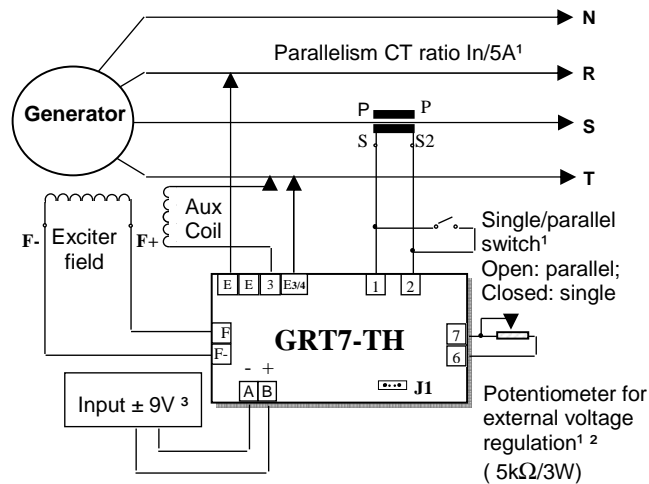 N
Parallelism CT ratio In/5A¹
R
Generator
P P
S
S S2
T
Aux
Coil
F- Exciter F+
field
Single/parallel
switch¹
Open: parallel;
Closed: single
E E 3 E3/4 1 2
F
F-
GRT7-TH
7
6
- +
A B
J1
Input ± 9V ³
Potentiometer for
external voltage
regulation¹ ²
( 5kΩ/3W)